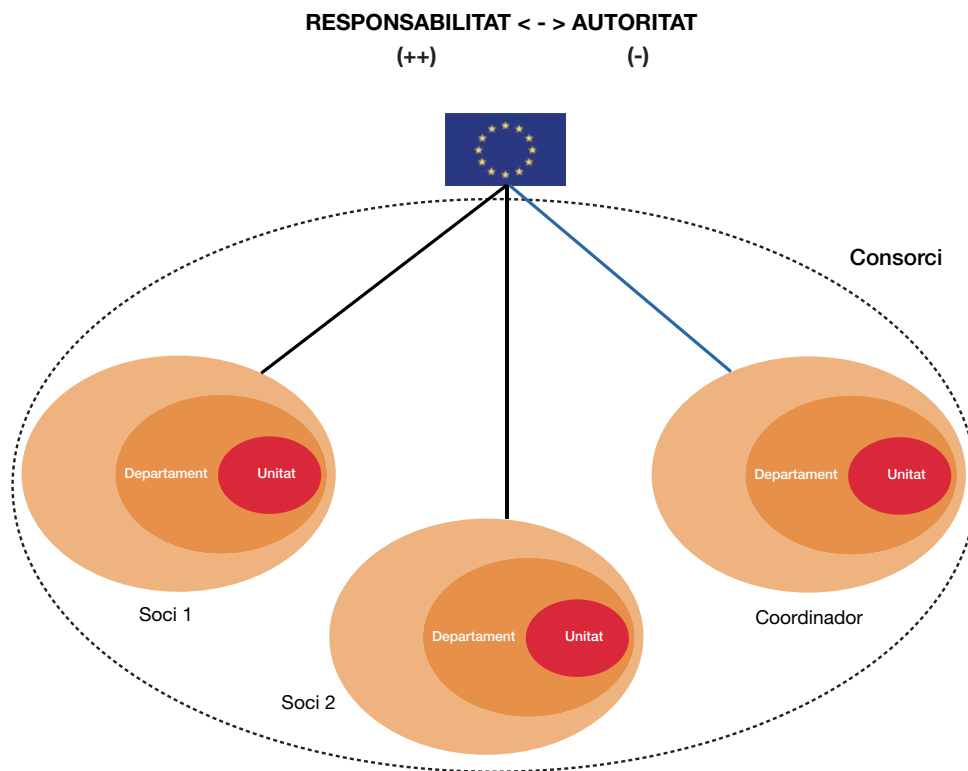 RESPONSABILITAT < - > AUTORITAT
(++) (-)
Consorci
Departament Unitat
Departament Unitat
Soci 1
Coordinador
Departament Unitat
Soci 2